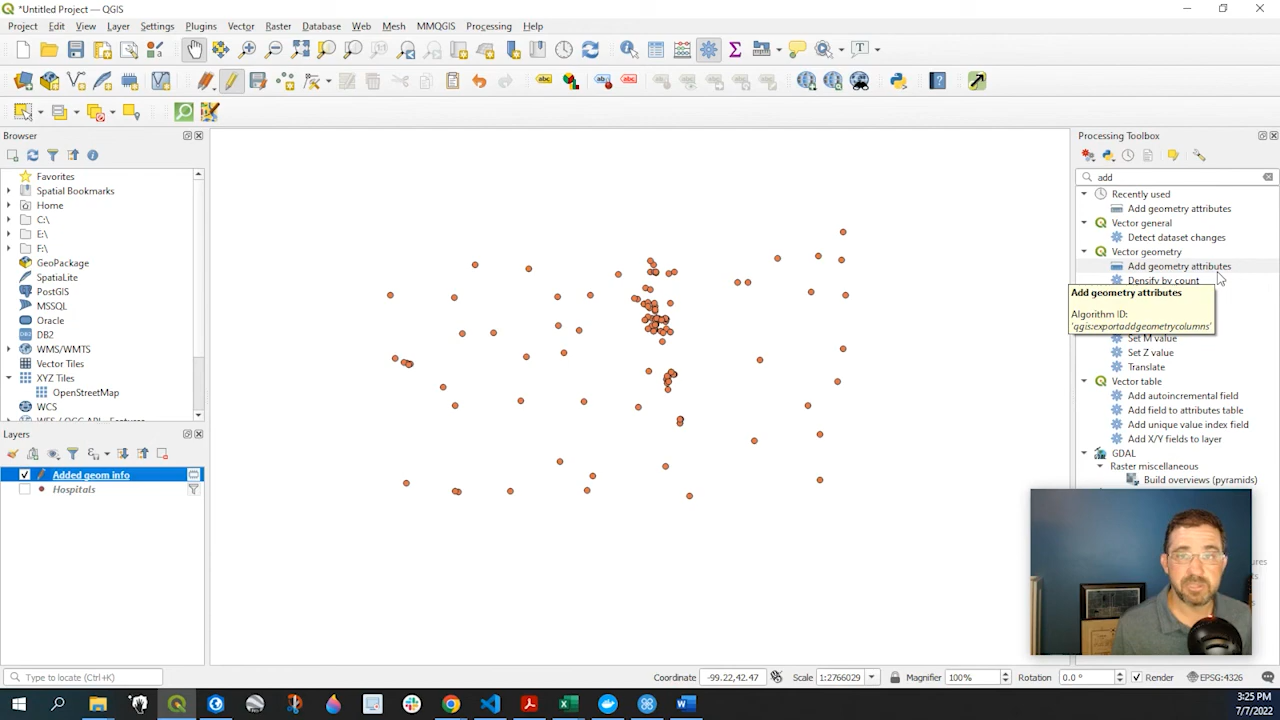 *Untitled Project — QGIS
Project Edit View Layer Settings Plugins Vector Raster Database Web Mesh MMQGIS Processing Help
Browser
Favorites
Spatial Bookmarks
Home
C:\
E:\
F:\
GeoPackage
SpatiaLite
PostGIS
MSSQL
Oracle
DB2
WMS/WMTS
Vector Tiles
XYZ Tiles
OpenStreetMap
WCS
WFS / OGC API - Features
Layers
Added geom info
Hospitals
Processing Toolbox
add
Recently used
Add geometry attributes
Vector general
Detect dataset changes
Vector geometry
Add geometry attributes
Densify by count
Add geometry attributes
Algorithm ID:
'qgis:exportaddgeometrycolumns'
Set M value
Set Z value
Translate
Vector table
Add autoincremental field
Add field to attributes table
Add unique value index field
Add X/Y fields to layer
GDAL
Raster miscellaneous
Build overviews (pyramids)
Type to locate (Ctrl+K)
Coordinate -99.22,42.47 Scale 1:2766029 Magnifier 100% Rotation 0.0 ° Render EPSG:4326
3:25 PM
7/7/2022